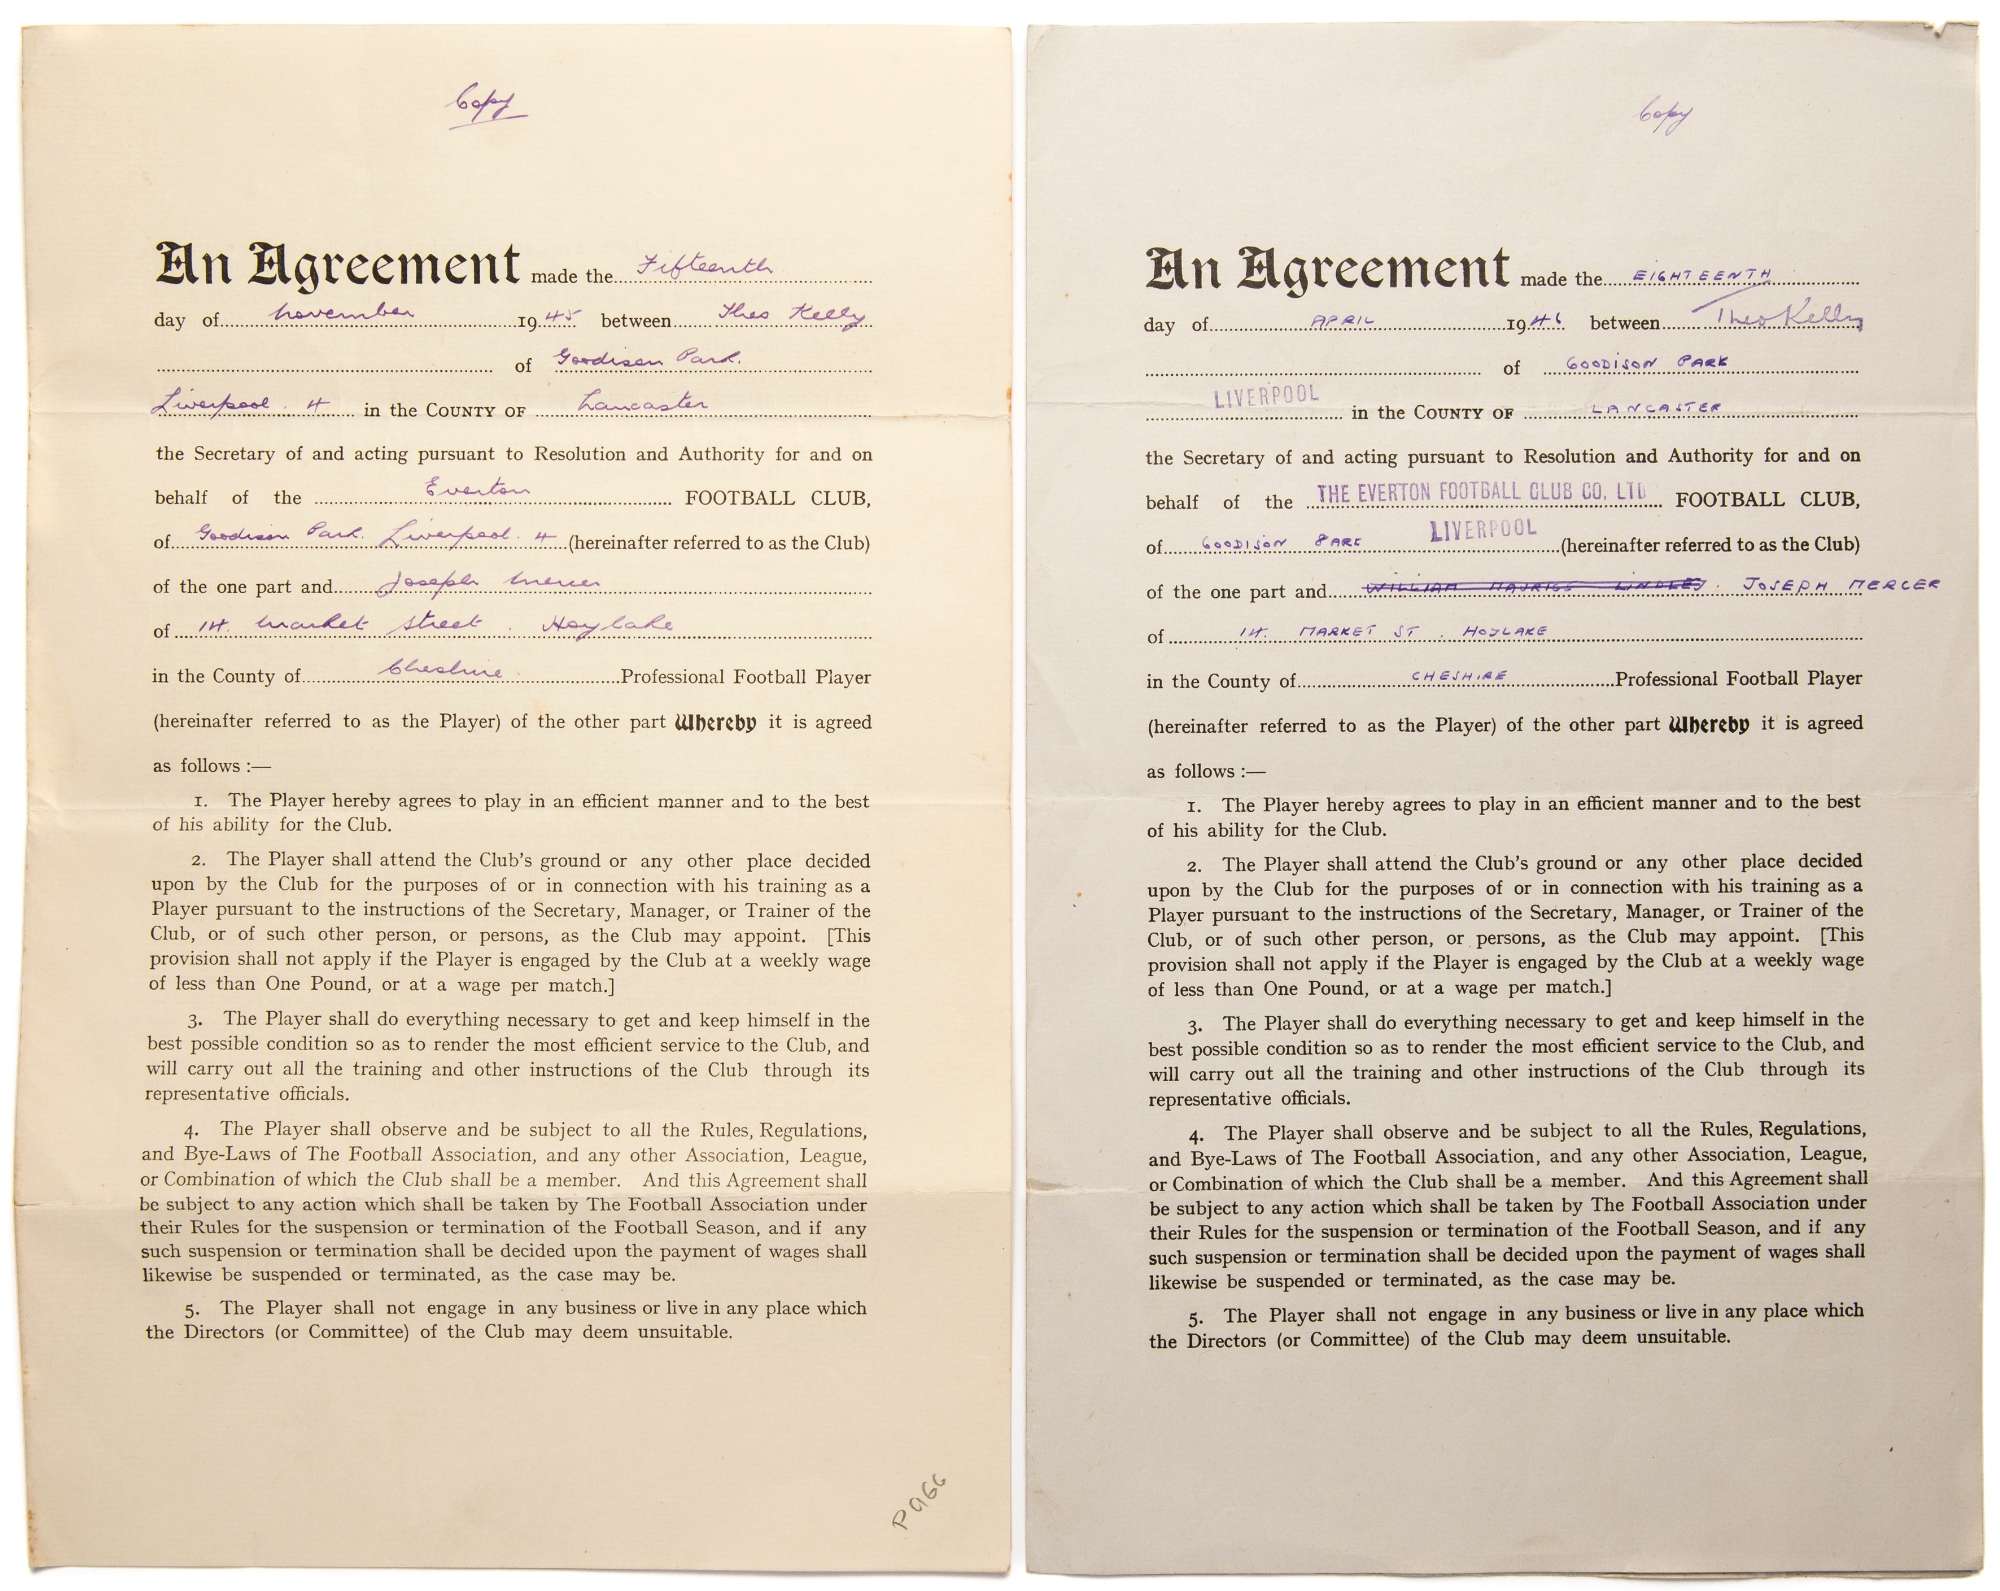 Copy
An Agreement made the Fifteenth
day of November 1945 between Theo Kelly
of Goodison Park.
Liverpool. 4 in the COUNTY OF Lancaster
the Secretary of and acting pursuant to Resolution and Authority for and on
behalf of the Everton FOOTBALL CLUB,
of Goodison Park. Liverpool. 4 (hereinafter referred to as the Club)
of the one part and Joseph Mercer
of 14. Market Street. Hoylake
in the County of Cheshire. Professional Football Player
(hereinafter referred to as the Player) of the other part Whereby it is agreed
as follows :—
1. The Player hereby agrees to play in an efficient manner and to the best
of his ability for the Club.
2. The Player shall attend the Club's ground or any other place decided
upon by the Club for the purposes of or in connection with his training as a
Player pursuant to the instructions of the Secretary, Manager, or Trainer of the
Club, or of such other person, or persons, as the Club may appoint. [This
provision shall not apply if the Player is engaged by the Club at a weekly wage
of less than One Pound, or at a wage per match.]
3. The Player shall do everything necessary to get and keep himself in the
best possible condition so as to render the most efficient service to the Club, and
will carry out all the training and other instructions of the Club through its
representative officials.
4. The Player shall observe and be subject to all the Rules, Regulations,
and Bye-Laws of The Football Association, and any other Association, League,
or Combination of which the Club shall be a member. And this Agreement shall
be subject to any action which shall be taken by The Football Association under
their Rules for the suspension or termination of the Football Season, and if any
such suspension or termination shall be decided upon the payment of wages shall
likewise be suspended or terminated, as the case may be.
5. The Player shall not engage in any business or live in any place which
the Directors (or Committee) of the Club may deem unsuitable.
P966
Copy
An Agreement made the EIGHTEENTH
day of APRIL 1946 between Theo Kelly
of GOODISON PARK
LIVERPOOL in the COUNTY OF LANCASTER
the Secretary of and acting pursuant to Resolution and Authority for and on
behalf of the THE EVERTON FOOTBALL CLUB CO. LTD FOOTBALL CLUB,
of GOODISON PARK LIVERPOOL (hereinafter referred to as the Club)
of the one part and WILLIAM LINDLEY. JOSEPH MERCER
of 14. MARKET ST. HOYLAKE
in the County of CHESHIRE Professional Football Player
(hereinafter referred to as the Player) of the other part Whereby it is agreed
as follows :—
1. The Player hereby agrees to play in an efficient manner and to the best
of his ability for the Club.
2. The Player shall attend the Club's ground or any other place decided
upon by the Club for the purposes of or in connection with his training as a
Player pursuant to the instructions of the Secretary, Manager, or Trainer of the
Club, or of such other person, or persons, as the Club may appoint. [This
provision shall not apply if the Player is engaged by the Club at a weekly wage
of less than One Pound, or at a wage per match.]
3. The Player shall do everything necessary to get and keep himself in the
best possible condition so as to render the most efficient service to the Club, and
will carry out all the training and other instructions of the Club through its
representative officials.
4. The Player shall observe and be subject to all the Rules, Regulations,
and Bye-Laws of The Football Association, and any other Association, League,
or Combination of which the Club shall be a member. And this Agreement shall
be subject to any action which shall be taken by The Football Association under
their Rules for the suspension or termination of the Football Season, and if any
such suspension or termination shall be decided upon the payment of wages shall
likewise be suspended or terminated, as the case may be.
5. The Player shall not engage in any business or live in any place which
the Directors (or Committee) of the Club may deem unsuitable.